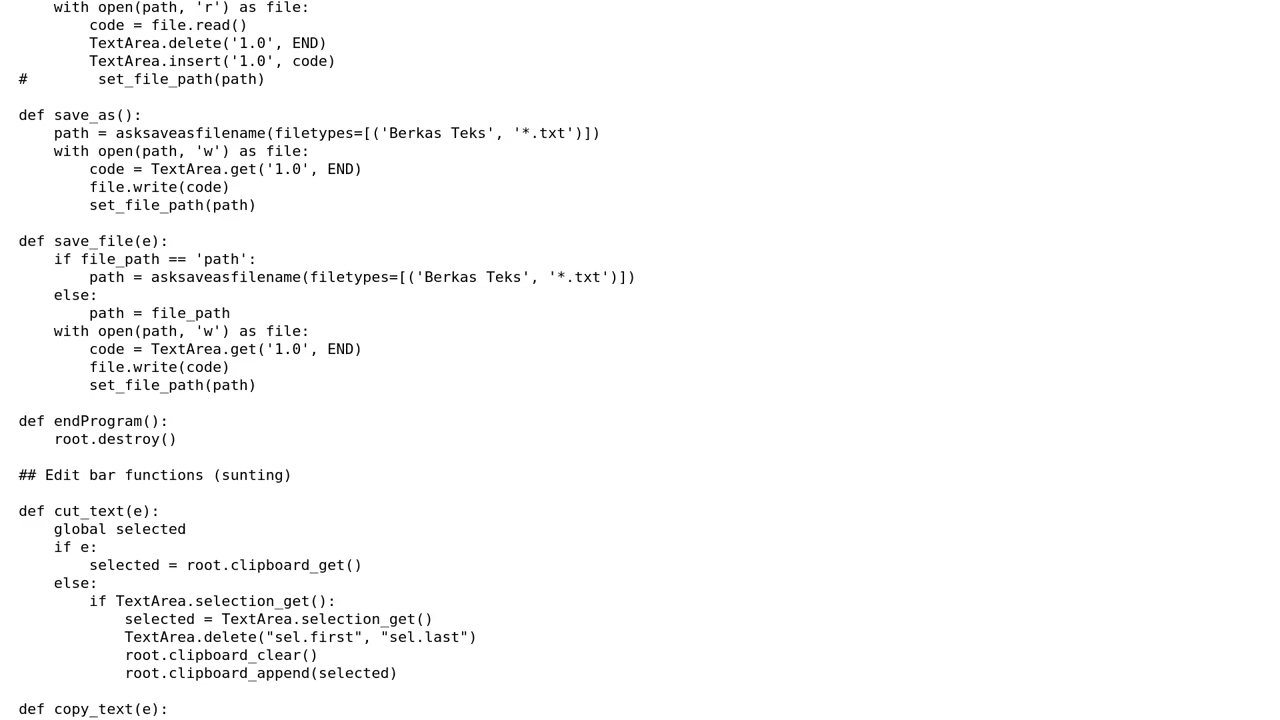 with open(path, 'r') as file:
        code = file.read()
        TextArea.delete('1.0', END)
        TextArea.insert('1.0', code)
#        set_file_path(path)

def save_as():
    path = asksaveasfilename(filetypes=[('Berkas Teks', '*.txt')])
    with open(path, 'w') as file:
        code = TextArea.get('1.0', END)
        file.write(code)
        set_file_path(path)

def save_file(e):
    if file_path == 'path':
        path = asksaveasfilename(filetypes=[('Berkas Teks', '*.txt')])
    else:
        path = file_path
    with open(path, 'w') as file:
        code = TextArea.get('1.0', END)
        file.write(code)
        set_file_path(path)

def endProgram():
    root.destroy()

## Edit bar functions (sunting)

def cut_text(e):
    global selected
    if e:
        selected = root.clipboard_get()
    else:
        if TextArea.selection_get():
            selected = TextArea.selection_get()
            TextArea.delete("sel.first", "sel.last")
            root.clipboard_clear()
            root.clipboard_append(selected)

def copy_text(e):